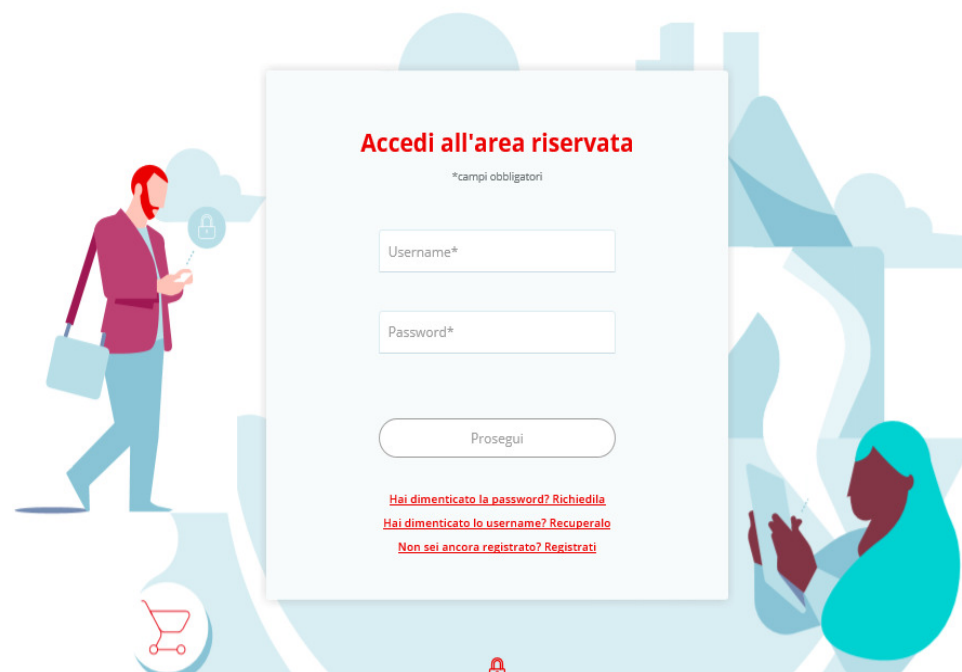 Accedi all'area riservata
*campi obbligatori
Username*
Password*
Prosegui
Hai dimenticato la password? Richiedila
Hai dimenticato lo username? Recuperalo
Non sei ancora registrato? Registrati